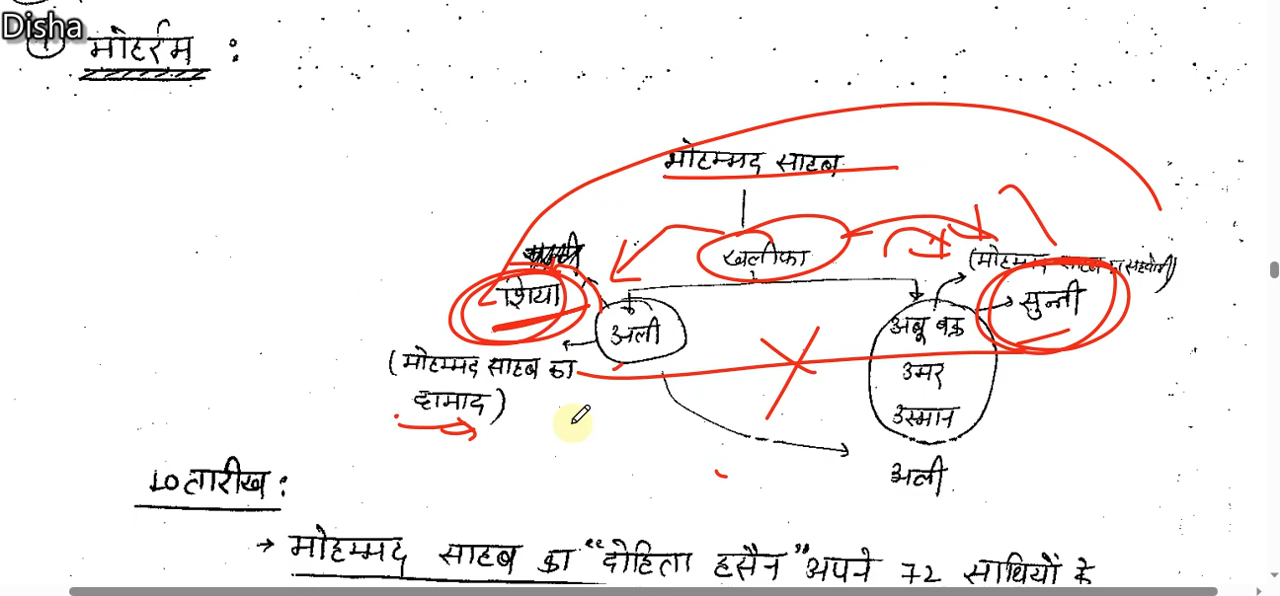 Disha
① मोहर्रम :
मोहम्मद साहब
खलीफा
(मोहम्मद साहब का सहयोगी)
शिया
सुन्नी
अली
अबू बक्र
(मोहम्मद साहब का
दामाद)
उमर
उस्मान
अली
10 तारीख :
→ मोहम्मद साहब का "दोहिता हुसैन" अपने 72 साथियों के